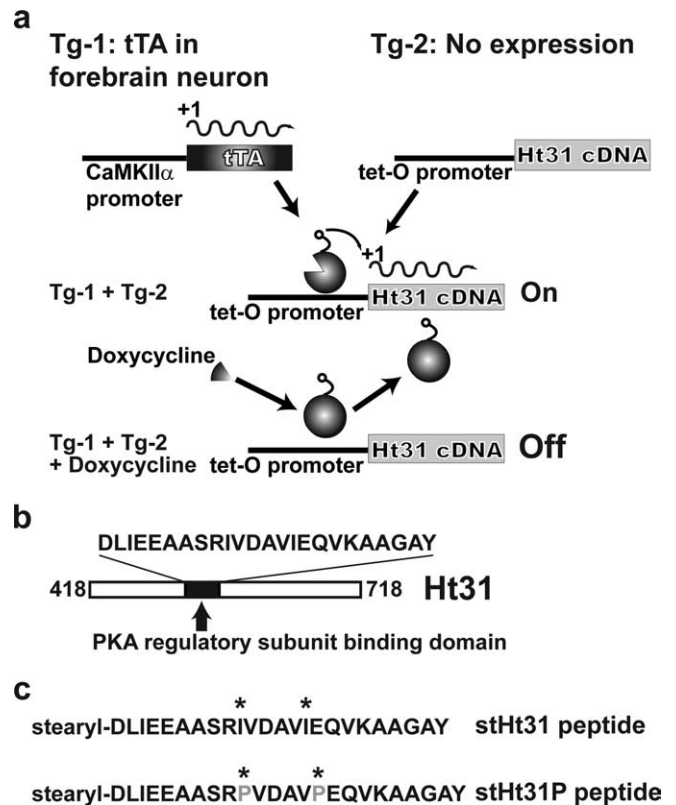 a
Tg-1: tTA in
forebrain neuron
Tg-2: No expression
+1
tTA
CaMKIIα
promoter
Ht31 cDNA
tet-O promoter
+1
Tg-1 + Tg-2
Ht31 cDNA
On
tet-O promoter
Doxycycline
Tg-1 + Tg-2
+ Doxycycline
tet-O promoter
Ht31 cDNA
Off
b
DLIEEAASRIVDAVIEQVKAAGAY
418
718
Ht31
PKA regulatory subunit binding domain
c
* *
stearyl-DLIEEAASRIVDAVIEQVKAAGAY stHt31 peptide
* *
stearyl-DLIEEAASRPVDAVPEQVKAAGAY stHt31P peptide